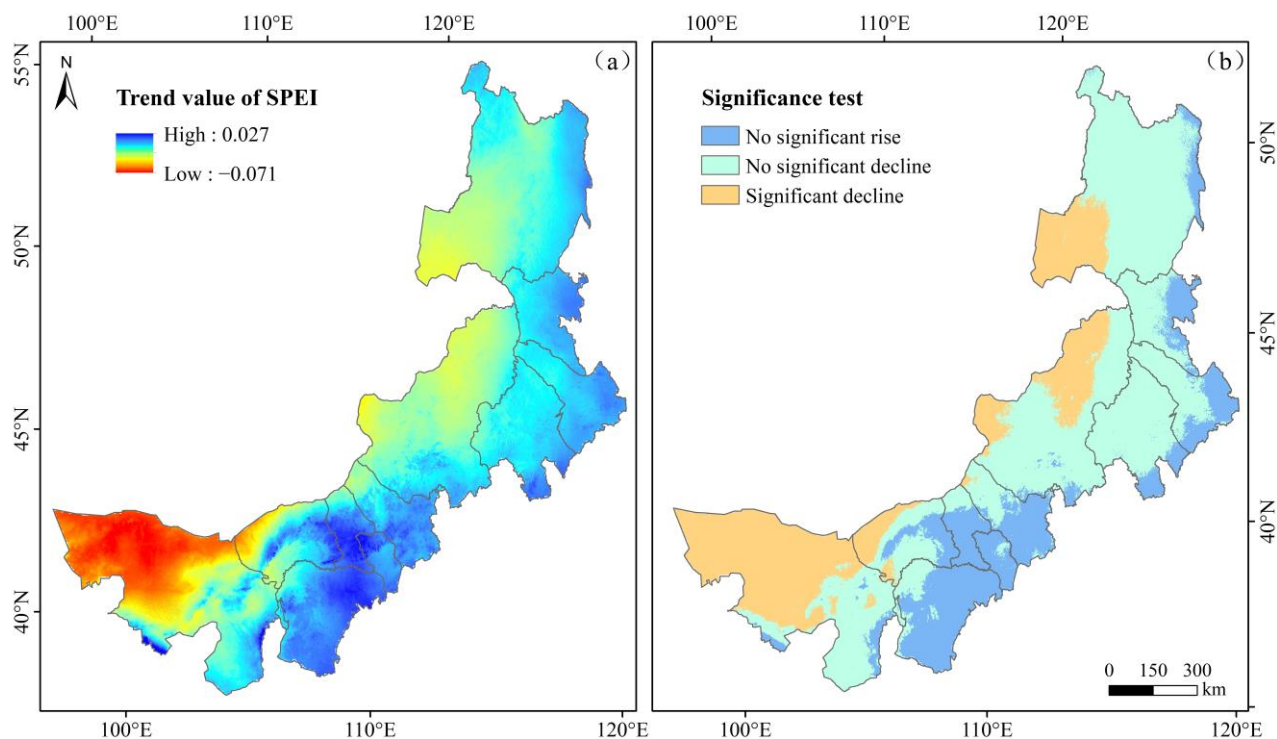 100°E 110°E 120°E
55°N
50°N
45°N
40°N
N
(a)
Trend value of SPEI
High : 0.027
Low : −0.071
100°E 110°E 120°E
100°E 110°E 120°E
(b)
Significance test
No significant rise
No significant decline
Significant decline
50°N
45°N
40°N
0 150 300
km
100°E 110°E 120°E